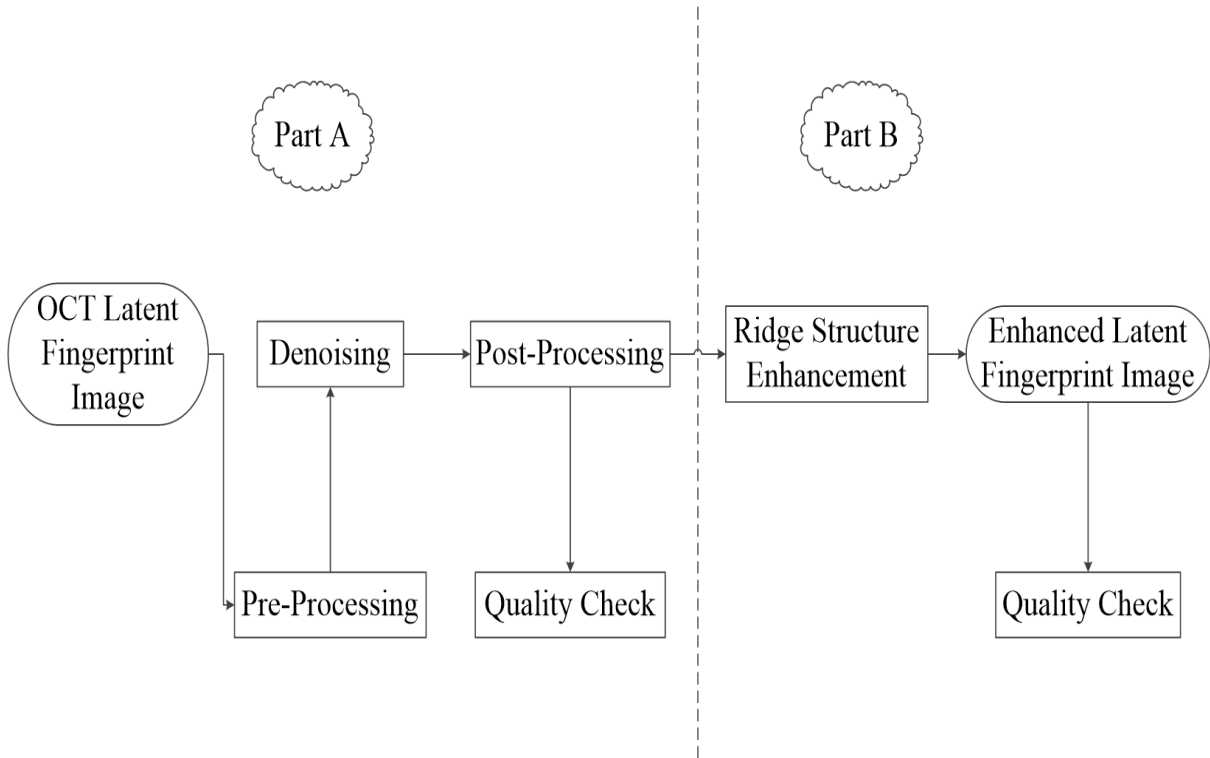 Part A
Part B
OCT Latent
Fingerprint
Image
Denoising
Post-Processing
Ridge Structure
Enhancement
Enhanced Latent
Fingerprint Image
Pre-Processing
Quality Check
Quality Check